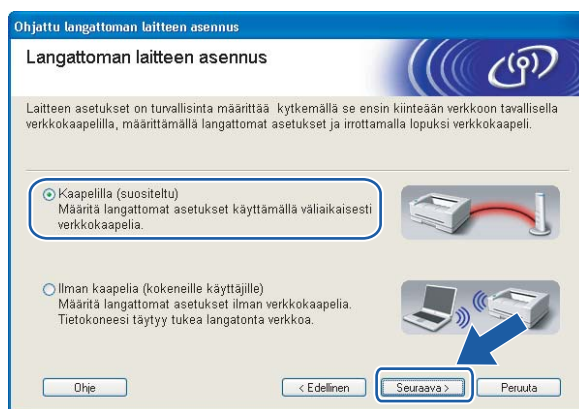 Ohjattu langattoman laitteen asennus
Langattoman laitteen asennus
Laitteen asetukset on turvallisinta määrittää kytkemällä se ensin kiinteään verkkoon tavallisella
verkkokaapelilla, määrittämällä langattomat asetukset ja irrottamalla lopuksi verkkokaapeli.
Kaapelilla (suositeltu)
Määritä langattomat asetukset käyttämällä väliaikaisesti
verkkokaapelia.
Ilman kaapelia (kokeneille käyttäjille)
Määritä langattomat asetukset ilman verkkokaapelia.
Tietokoneesi täytyy tukea langatonta verkkoa.
Ohje
< Edellinen
Seuraava >
Peruuta